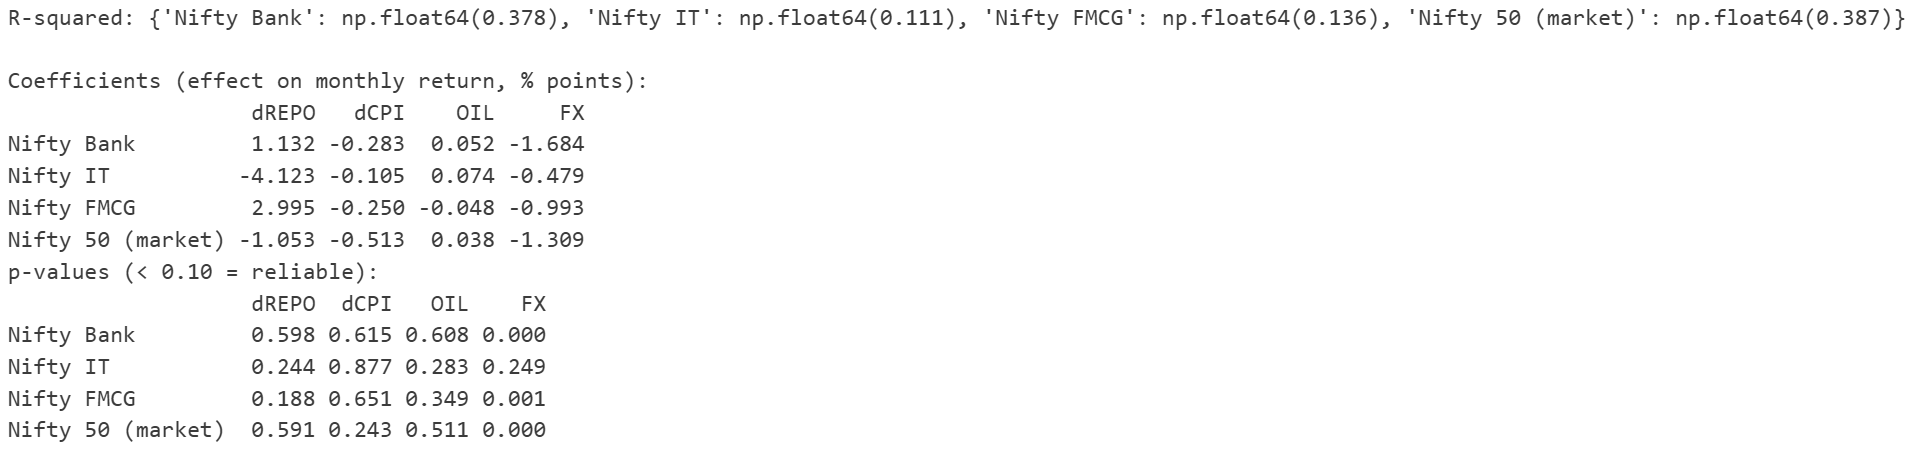 R-squared: {'Nifty Bank': np.float64(0.378), 'Nifty IT': np.float64(0.111), 'Nifty FMCG': np.float64(0.136), 'Nifty 50 (market)': np.float64(0.387)}

Coefficients (effect on monthly return, % points):
                   dREPO   dCPI    OIL     FX
Nifty Bank         1.132 -0.283  0.052 -1.684
Nifty IT          -4.123 -0.105  0.074 -0.479
Nifty FMCG         2.995 -0.250 -0.048 -0.993
Nifty 50 (market) -1.053 -0.513  0.038 -1.309
p-values (< 0.10 = reliable):
                   dREPO  dCPI   OIL    FX
Nifty Bank         0.598 0.615 0.608 0.000
Nifty IT           0.244 0.877 0.283 0.249
Nifty FMCG         0.188 0.651 0.349 0.001
Nifty 50 (market)  0.591 0.243 0.511 0.000